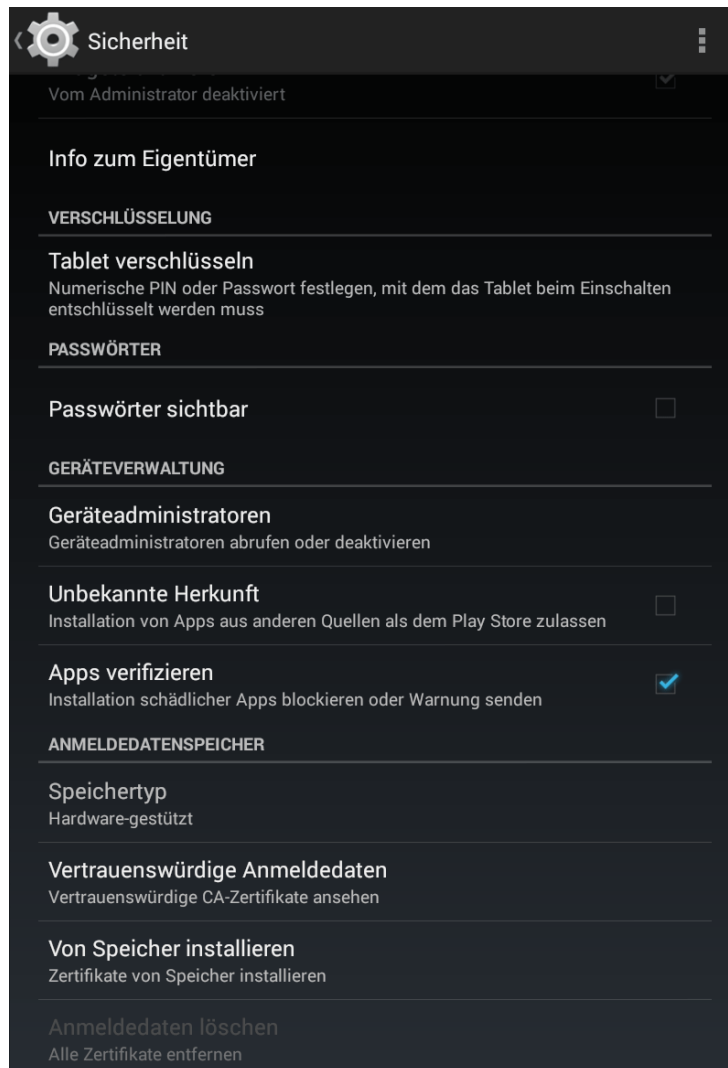 Sicherheit
Vom Administrator deaktiviert
Info zum Eigentümer
VERSCHLÜSSELUNG
Tablet verschlüsseln
Numerische PIN oder Passwort festlegen, mit dem das Tablet beim Einschalten
entschlüsselt werden muss
PASSWÖRTER
Passwörter sichtbar
GERÄTEVERWALTUNG
Geräteadministratoren
Geräteadministratoren abrufen oder deaktivieren
Unbekannte Herkunft
Installation von Apps aus anderen Quellen als dem Play Store zulassen
Apps verifizieren
Installation schädlicher Apps blockieren oder Warnung senden
ANMELDEDATENSPEICHER
Speichertyp
Hardware-gestützt
Vertrauenswürdige Anmeldedaten
Vertrauenswürdige CA-Zertifikate ansehen
Von Speicher installieren
Zertifikate von Speicher installieren
Anmeldedaten löschen
Alle Zertifikate entfernen